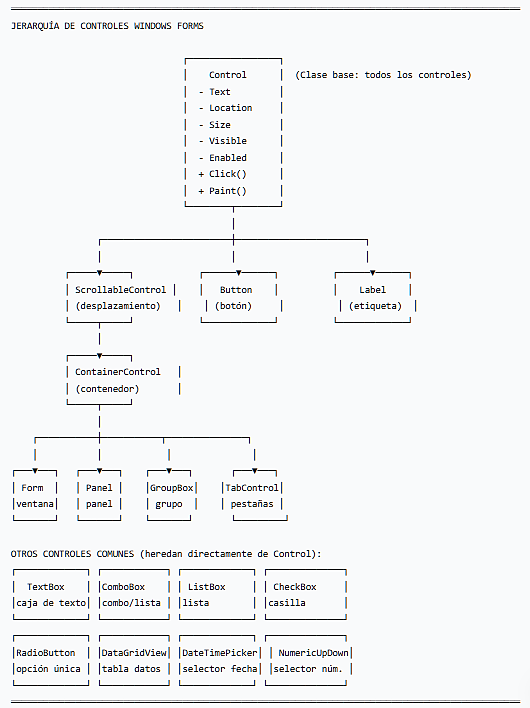 JERARQUÍA DE CONTROLES WINDOWS FORMS
Control (Clase base: todos los controles)
- Text
- Location
- Size
- Visible
- Enabled
+ Click()
+ Paint()
ScrollableControl Button Label
(desplazamiento) (botón) (etiqueta)
ContainerControl
(contenedor)
Form Panel GroupBox TabControl
ventana panel grupo pestañas
OTROS CONTROLES COMUNES (heredan directamente de Control):
TextBox ComboBox ListBox CheckBox
caja de texto combo/lista lista casilla
RadioButton DataGridView DateTimePicker NumericUpDown
opción única tabla datos selector fecha selector núm.